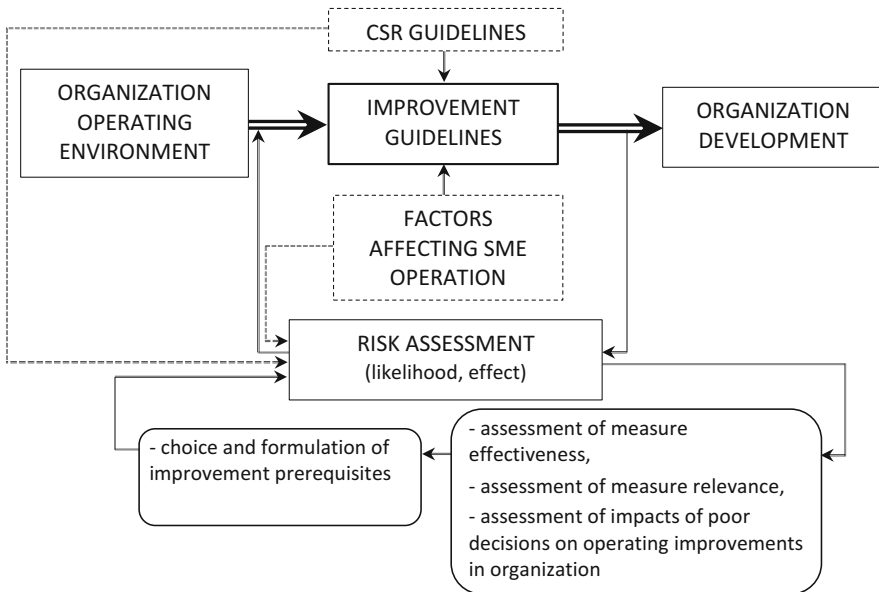 CSR GUIDELINES
ORGANIZATION
OPERATING
ENVIRONMENT
IMPROVEMENT
GUIDELINES
ORGANIZATION
DEVELOPMENT
FACTORS
AFFECTING SME
OPERATION
RISK ASSESSMENT
(likelihood, effect)
- choice and formulation of
improvement prerequisites
- assessment of measure
effectiveness,
- assessment of measure relevance,
- assessment of impacts of poor
decisions on operating improvements
in organization